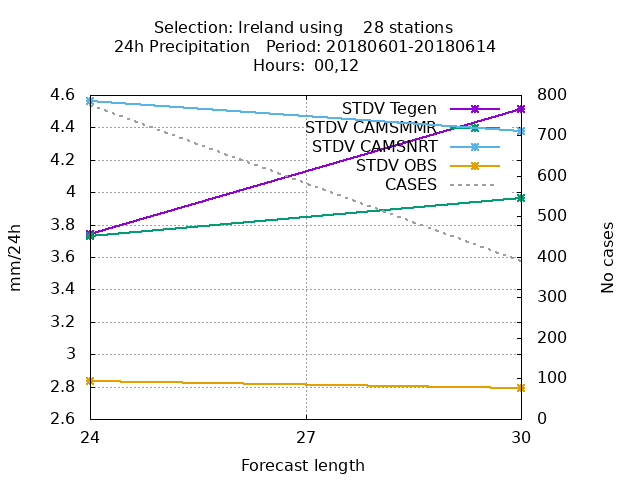 Selection: Ireland using 28 stations
24h Precipitation Period: 20180601-20180614
Hours: 00,12
STDV Tegen
STDV CAMSMMR
STDV CAMSNRT
STDV OBS
CASES
4.6
4.4
4.2
4
3.8
3.6
3.4
3.2
3
2.8
2.6
mm/24h
800
700
600
500
400
300
200
100
0
No cases
24 27 30
Forecast length